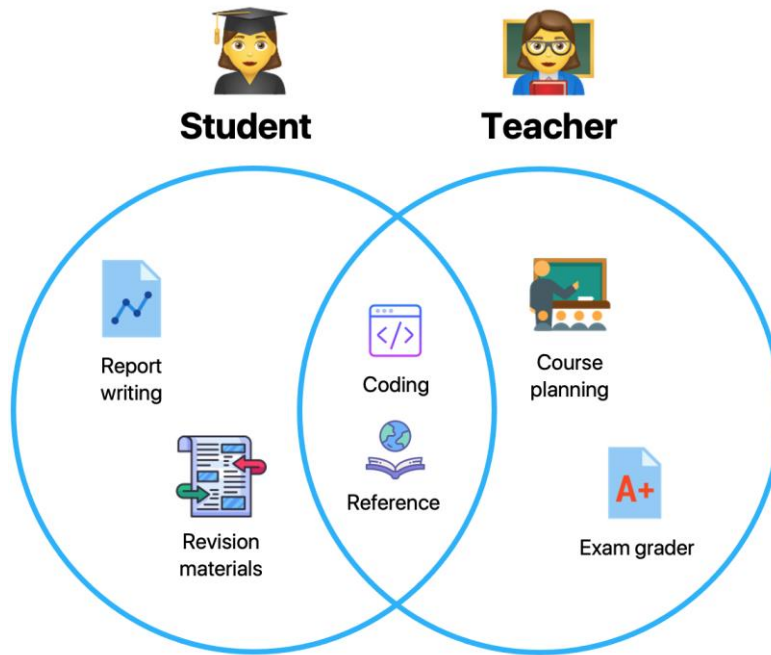 Student
Teacher
Report
writing
Revision
materials
</>
Coding
Reference
Course
planning
A+
Exam grader